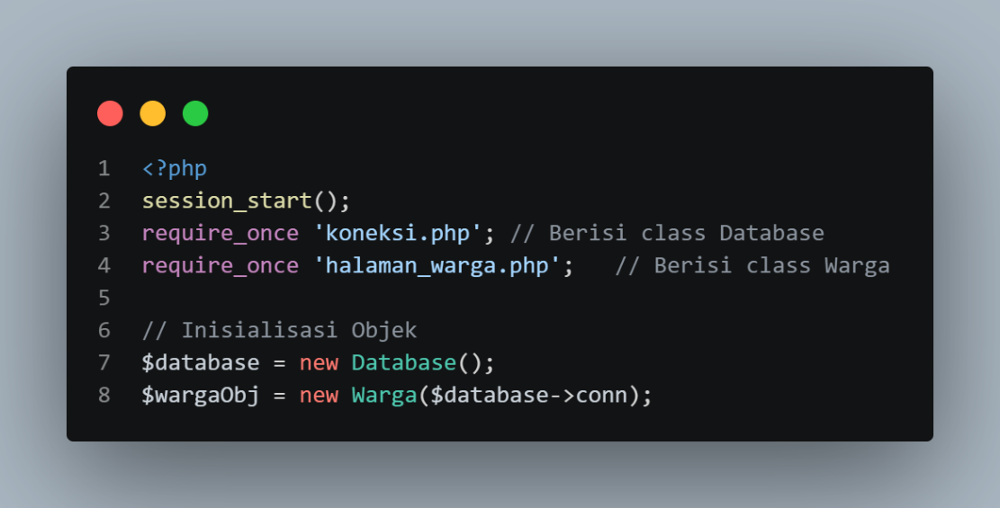 1 <?php
2 session_start();
3 require_once 'koneksi.php'; // Berisi class Database
4 require_once 'halaman_warga.php';   // Berisi class Warga
5
6 // Inisialisasi Objek
7 $database = new Database();
8 $wargaObj = new Warga($database->conn);